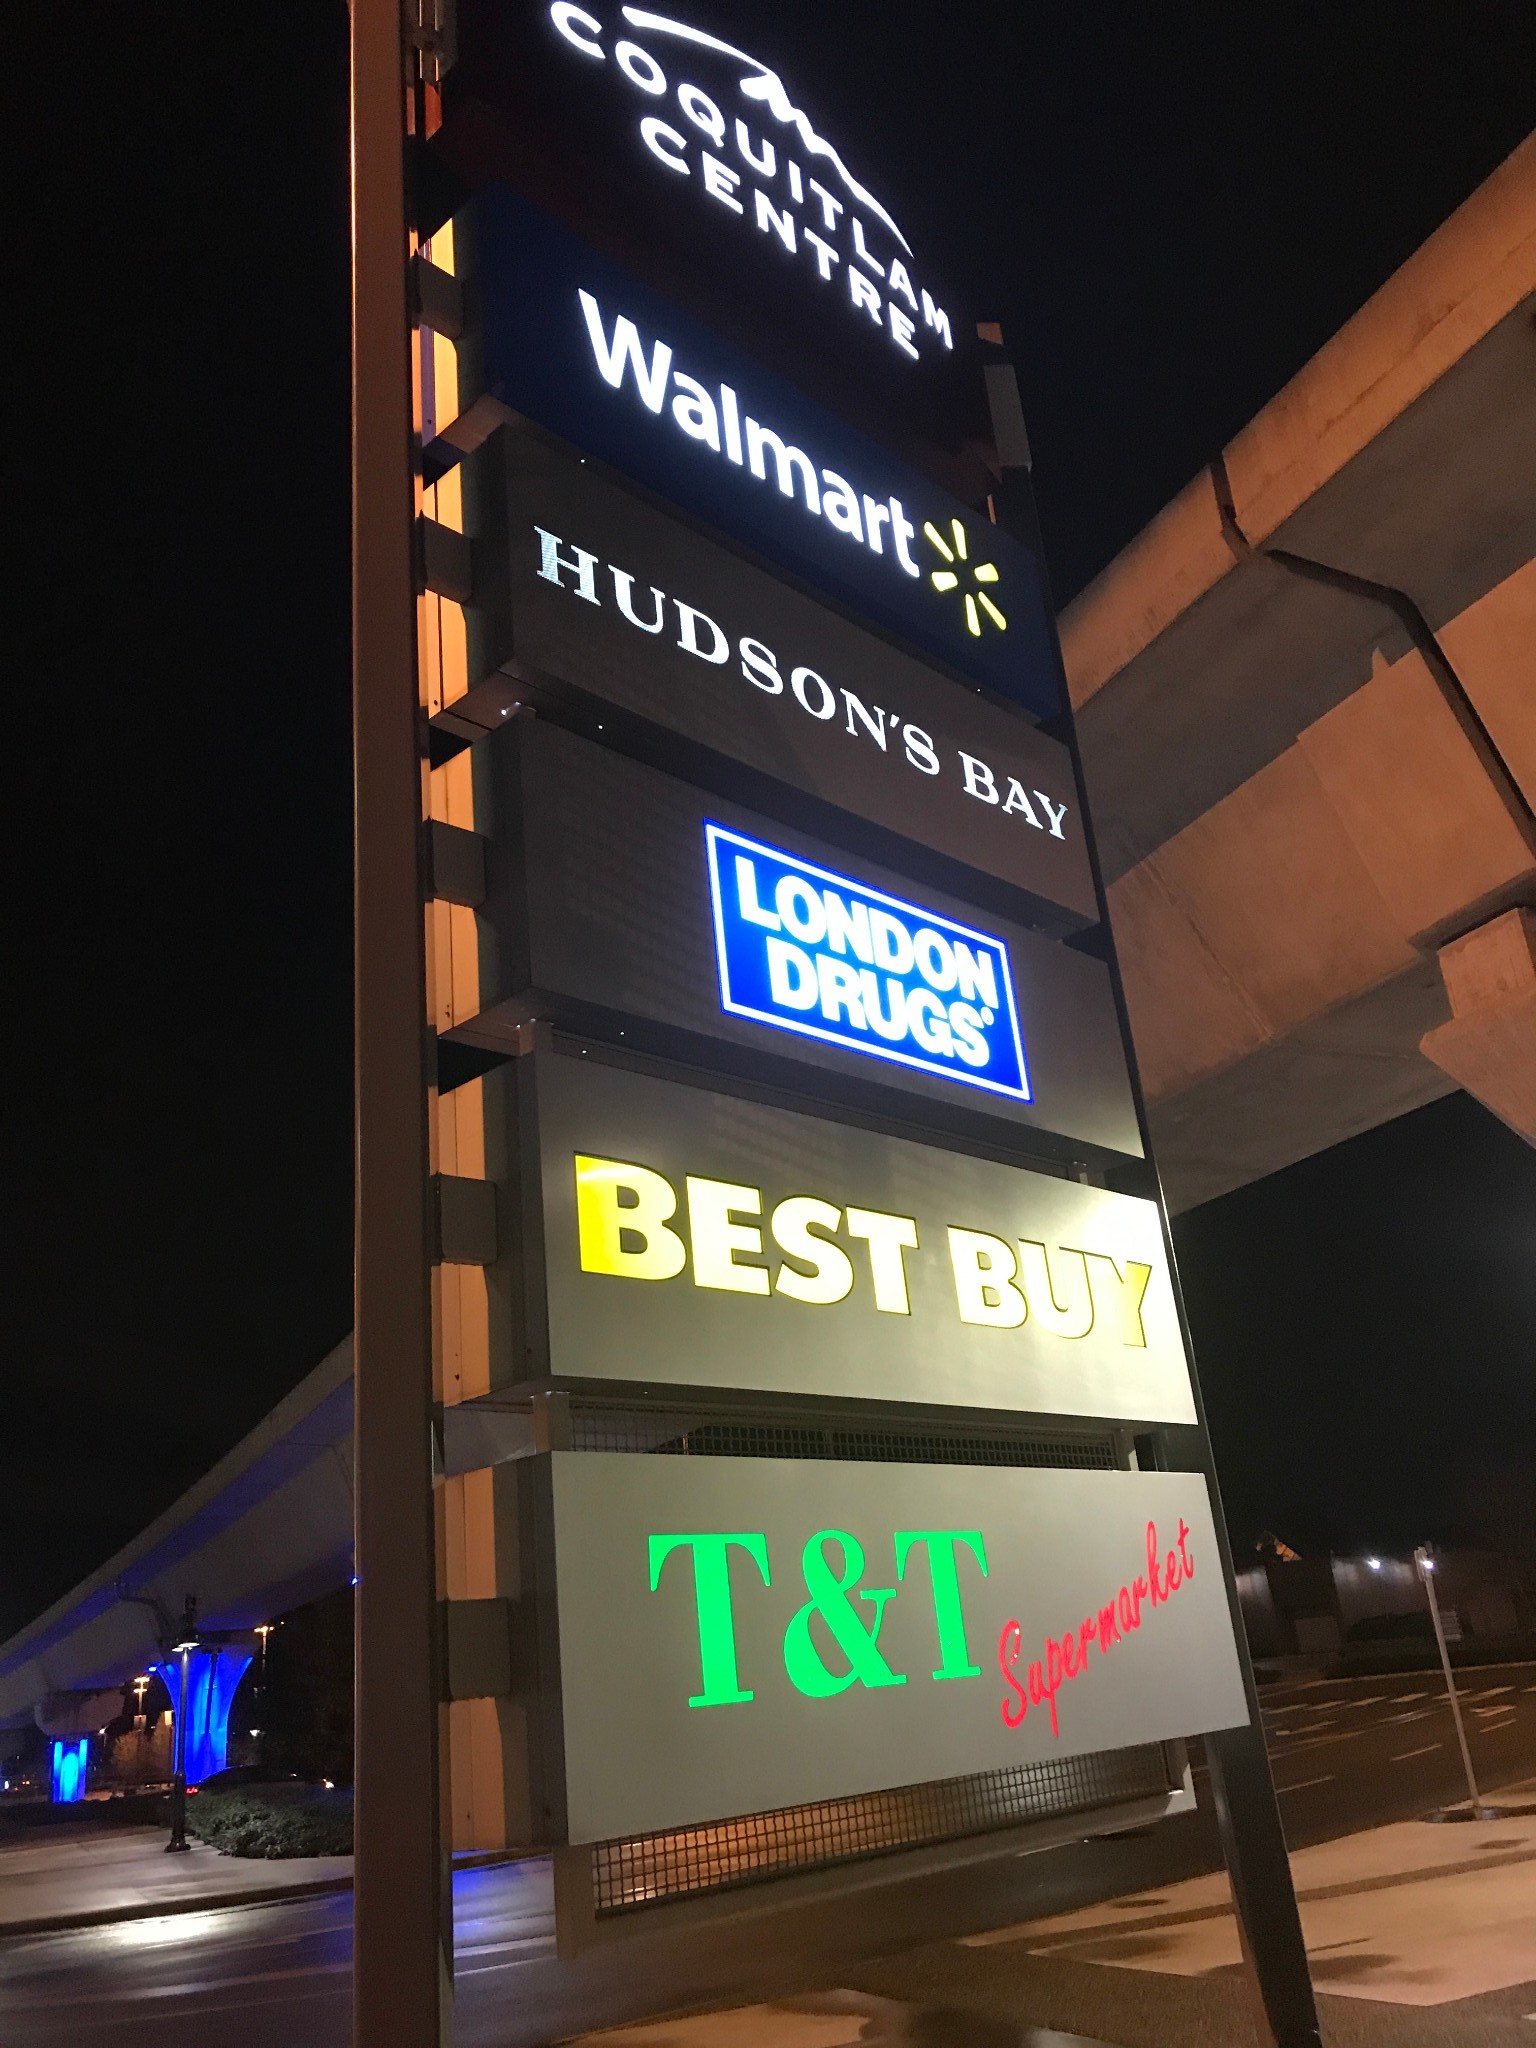 COQUITLAM
CENTRE
Walmart
HUDSON'S BAY
LONDON
DRUGS®
BEST BUY
T&T Supermarket